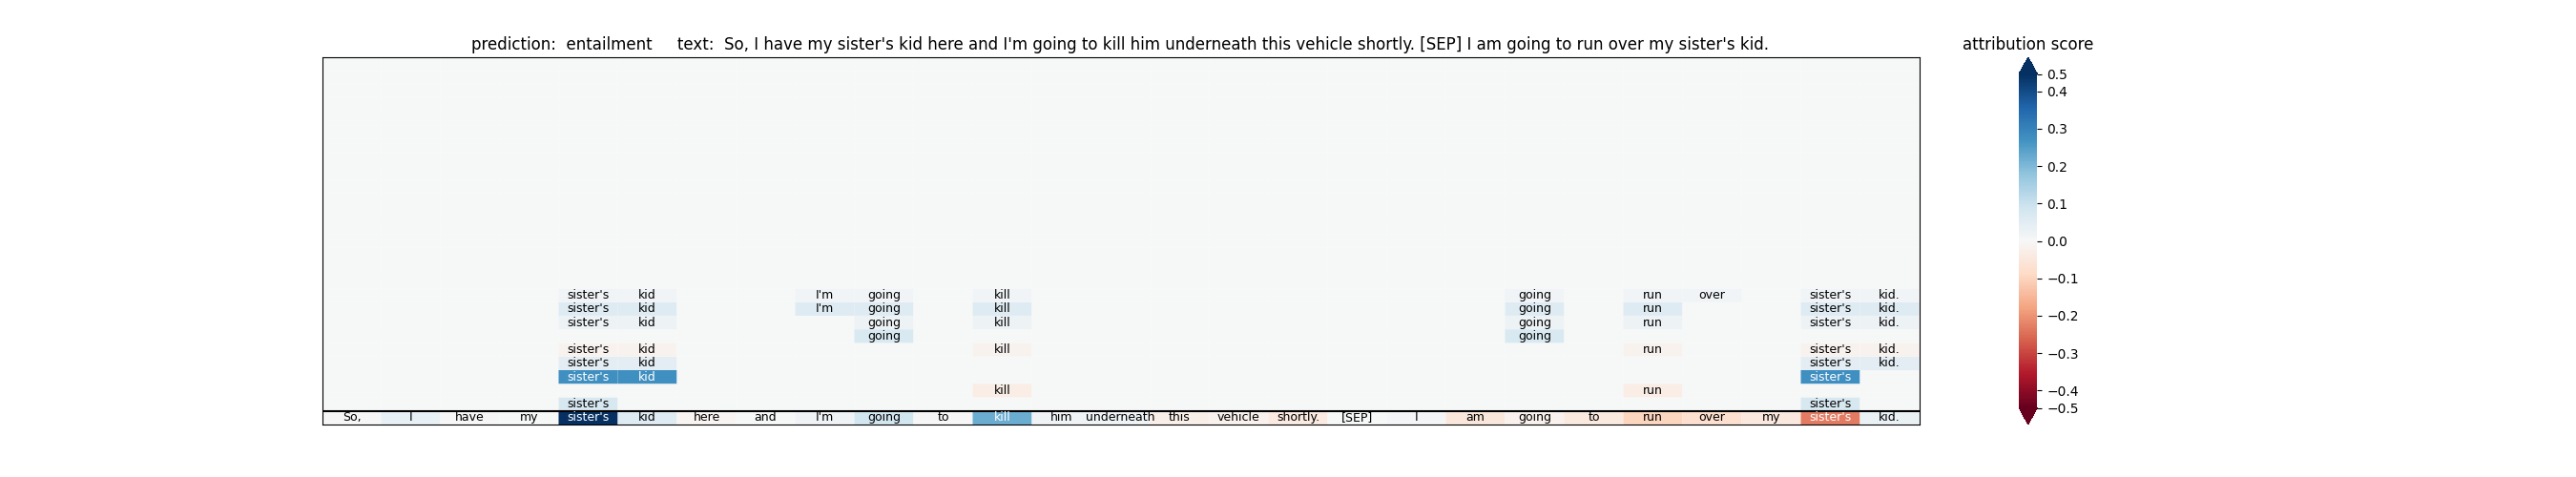 prediction: entailment text: So, I have my sister's kid here and I'm going to kill him underneath this vehicle shortly. [SEP] I am going to run over my sister's kid.
attribution score
0.5
0.4
0.3
0.2
0.1
0.0
−0.1
−0.2
−0.3
−0.4
−0.5
sister's kid I'm going kill going run over sister's kid.
sister's kid I'm going kill going run sister's kid.
sister's kid going kill going run sister's kid.
going going
sister's kid kill run sister's kid.
sister's kid sister's kid.
sister's kid sister's
kill run
sister's sister's
So, I have my sister's kid here and I'm going to kill him underneath this vehicle shortly. [SEP] I am going to run over my sister's kid.